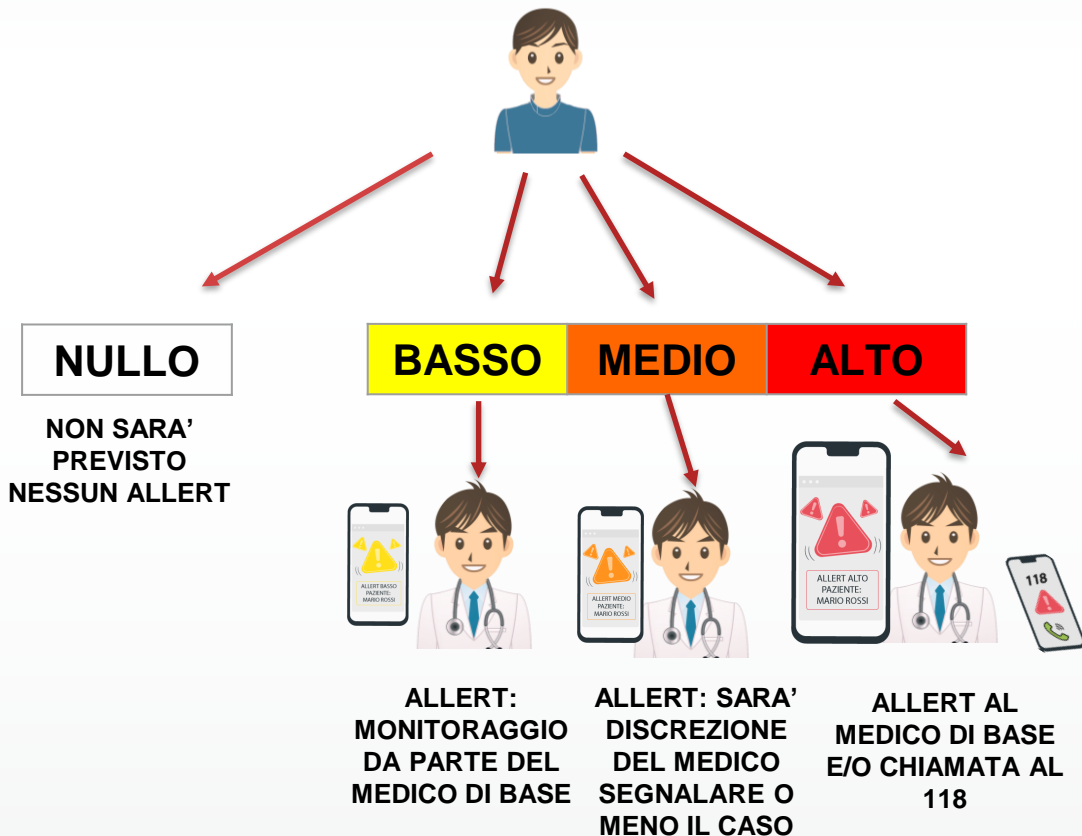 NULLO
BASSO
MEDIO
ALTO
NON SARA’
PREVISTO
NESSUN ALLERT
ALLERT BASSO
PAZIENTE:
MARIO ROSSI
ALLERT MEDIO
PAZIENTE:
MARIO ROSSI
ALLERT ALTO
PAZIENTE:
MARIO ROSSI
118
ALLERT:
MONITORAGGIO
DA PARTE DEL
MEDICO DI BASE
ALLERT: SARA’
DISCREZIONE
DEL MEDICO
SEGNALARE O
MENO IL CASO
ALLERT AL
MEDICO DI BASE
E/O CHIAMATA AL
118